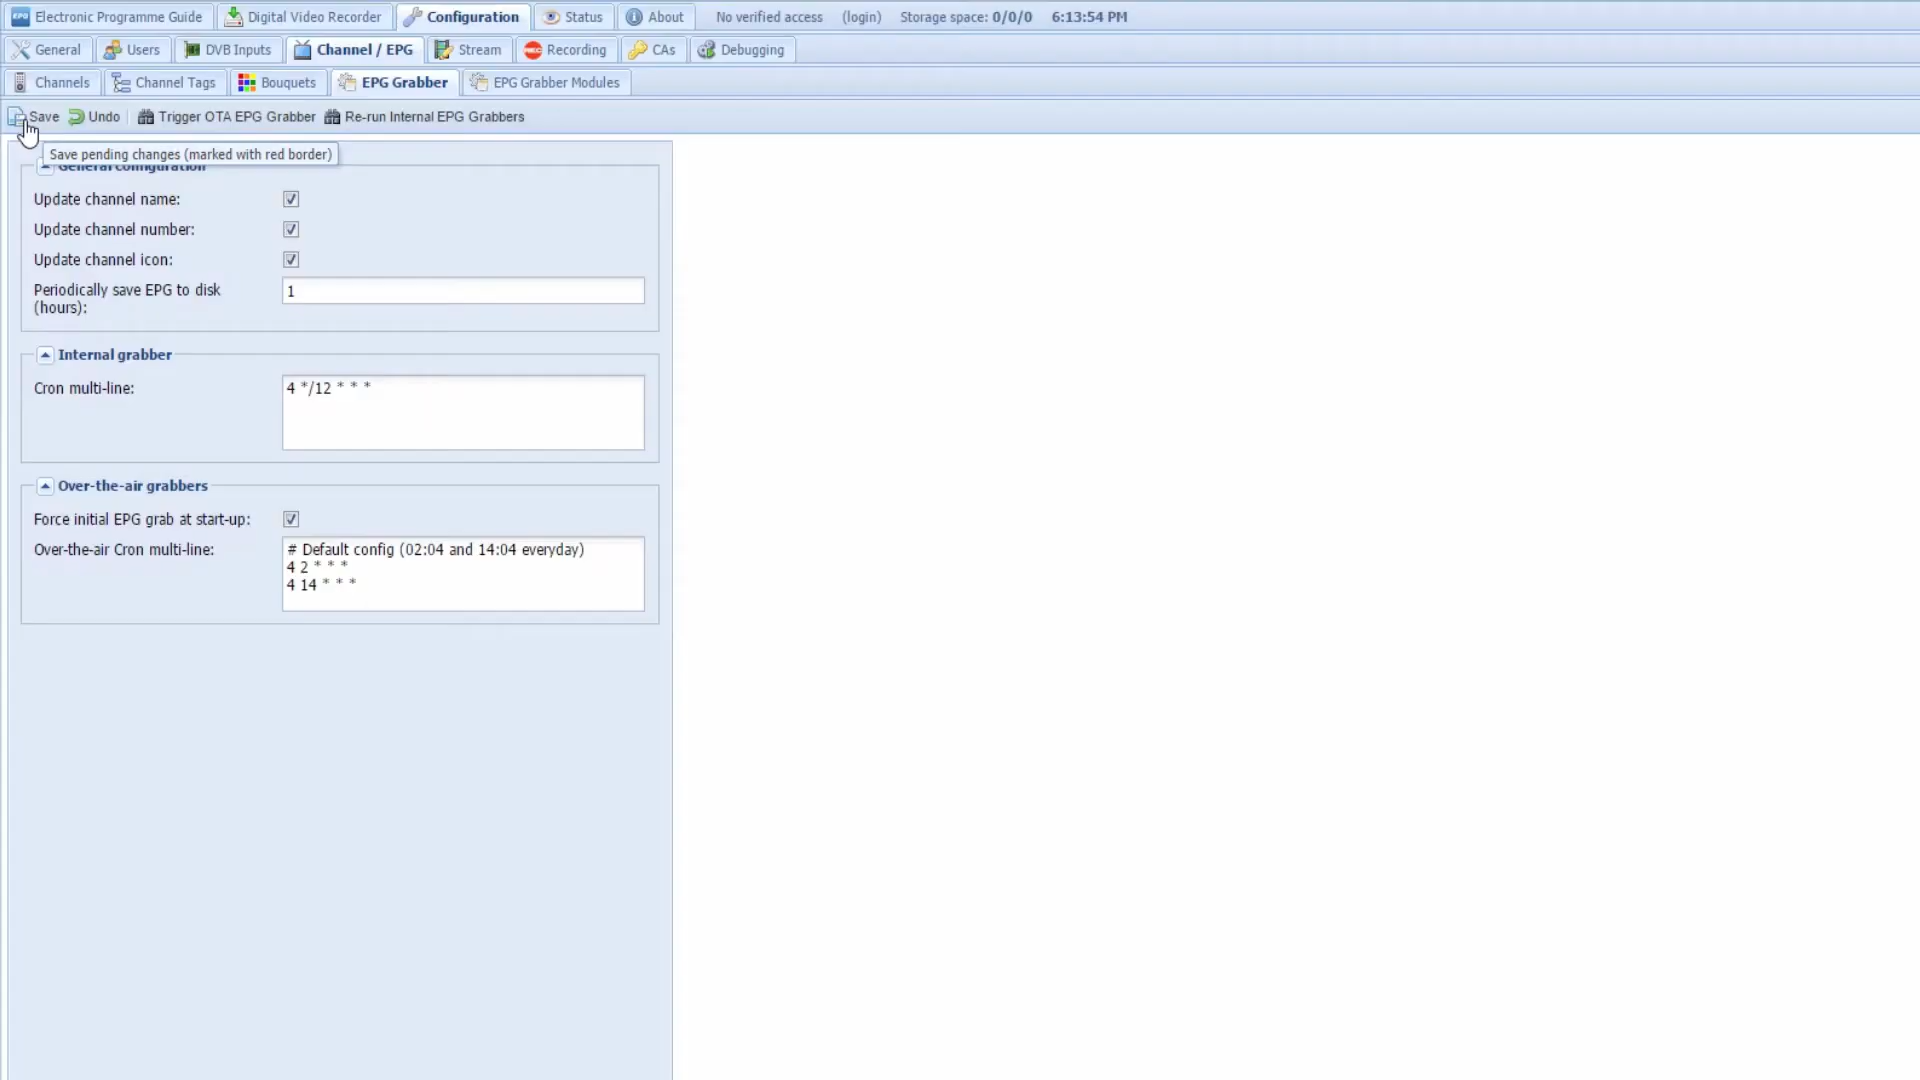 EPG Electronic Programme Guide Digital Video Recorder Configuration Status About No verified access (login) Storage space: 0/0/0 6:13:54 PM
General Users DVB Inputs Channel / EPG Stream REC Recording CAs Debugging
Channels Channel Tags Bouquets EPG Grabber EPG Grabber Modules
Save Undo Trigger OTA EPG Grabber Re-run Internal EPG Grabbers
Save pending changes (marked with red border)
General configuration
Update channel name:
Update channel number:
Update channel icon:
Periodically save EPG to disk
(hours):
1
Internal grabber
Cron multi-line:
4 */12 * * *
Over-the-air grabbers
Force initial EPG grab at start-up:
Over-the-air Cron multi-line:
# Default config (02:04 and 14:04 everyday)
4 2 * * *
4 14 * * *